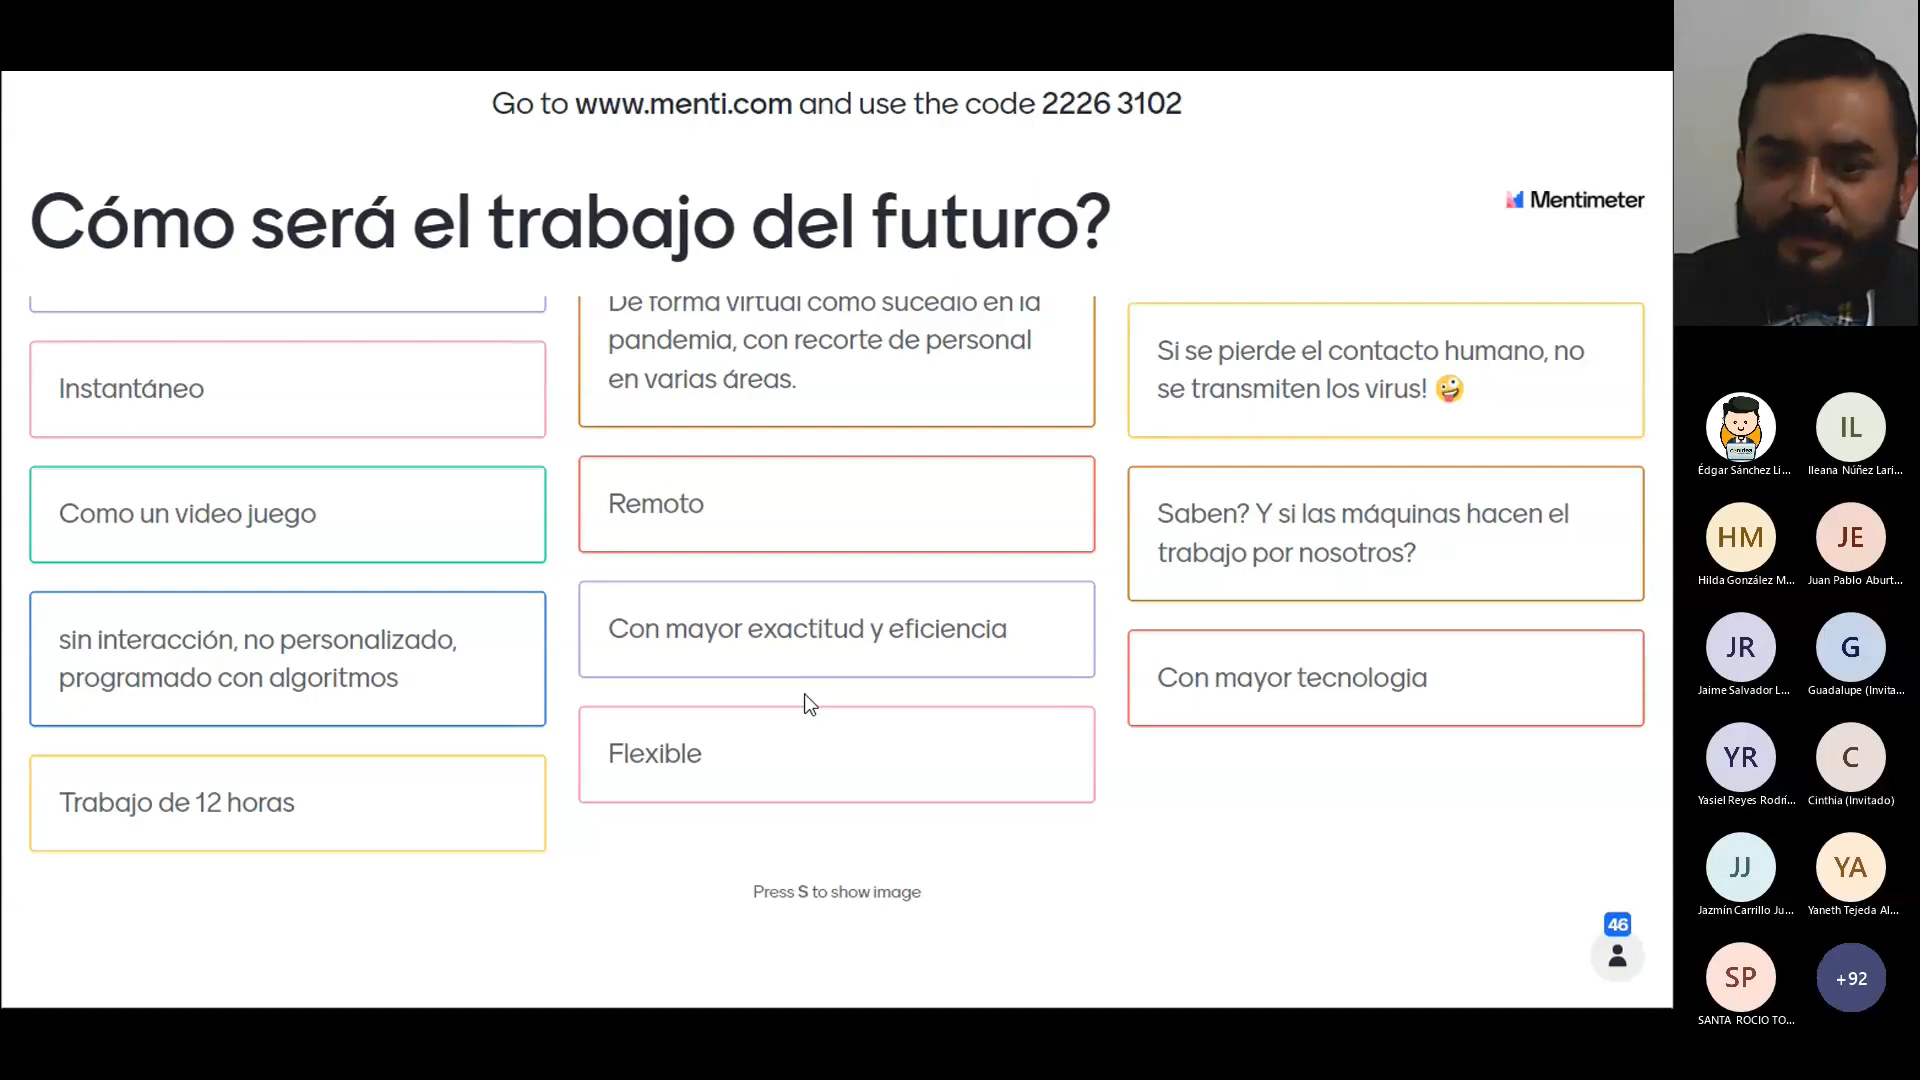 Go to www.menti.com and use the code 2226 3102
Cómo será el trabajo del futuro?
Mentimeter
Instantáneo
Como un video juego
sin interacción, no personalizado,
programado con algoritmos
Trabajo de 12 horas
De forma virtual como sucedio en la
pandemia, con recorte de personal
en varias áreas.
Remoto
Con mayor exactitud y eficiencia
Flexible
Si se pierde el contacto humano, no
se transmiten los virus! 🤪
Saben? Y si las máquinas hacen el
trabajo por nosotros?
Con mayor tecnologia
Press S to show image
46
Édgar Sánchez Li...
IL
Ileana Núñez Lari...
HM
Hilda González M...
JE
Juan Pablo Aburt...
JR
Jaime Salvador L...
G
Guadalupe (Invita...
YR
Yasiel Reyes Rodrí...
C
Cinthia (Invitado)
JJ
Jazmín Carrillo Ju...
YA
Yaneth Tejeda Al...
SP
SANTA ROCIO TO...
+92